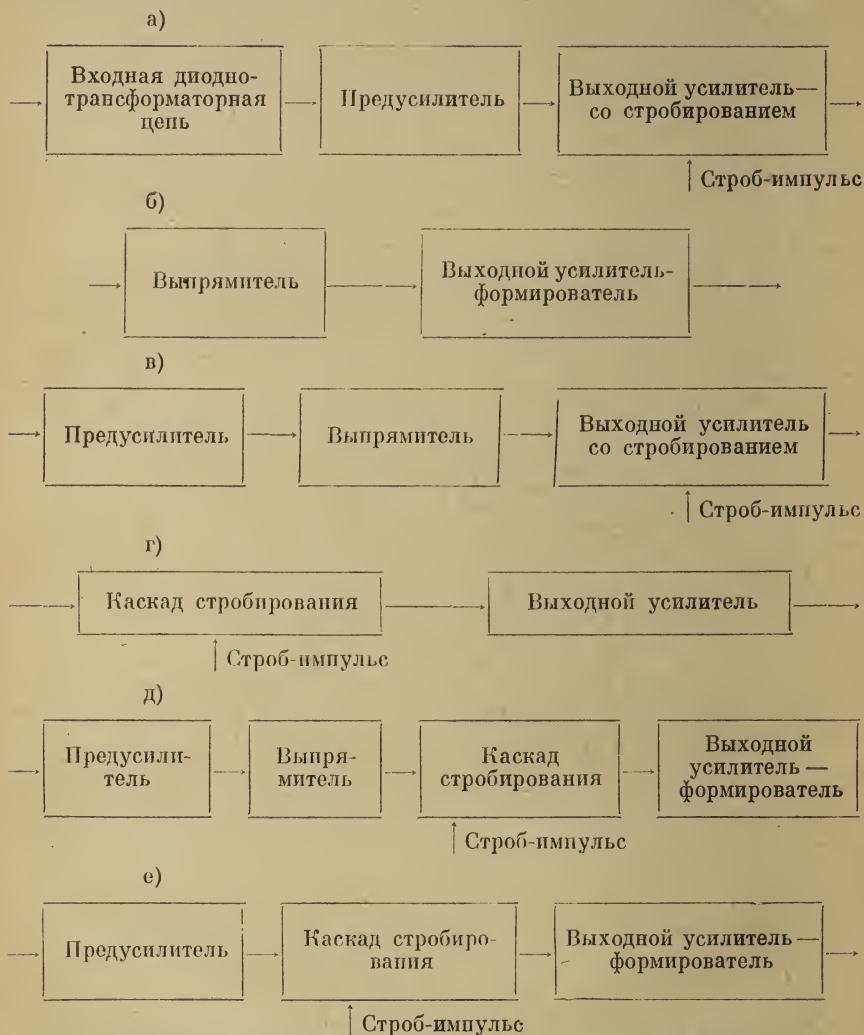 а)
Входная диодно-
трансформаторная
цепь
Предусилитель
Выходной усилитель—
со стробированием
Строб-импульс
б)
Выпрямитель
Выходной усилитель-
формирователь
в)
Предусилитель
Выпрямитель
Выходной усилитель
со стробированием
Строб-импульс
г)
Каскад стробирования
Выходной усилитель
Строб-импульс
д)
Предусили-
тель
Выпря-
митель
Каскад
стробирования
Выходной
усилитель —
формирователь
Строб-импульс
е)
Предусилитель
Каскад стробиро-
вания
Выходной усилитель —
формирователь
Строб-импульс